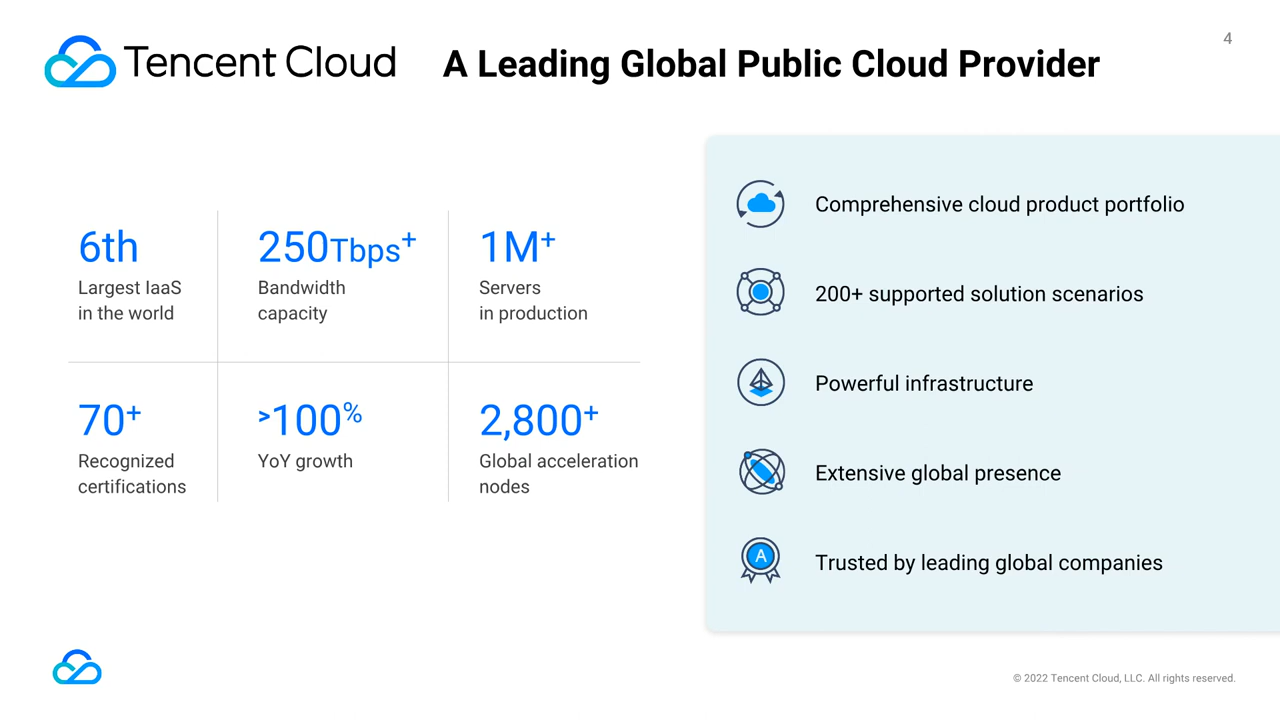 Tencent Cloud
A Leading Global Public Cloud Provider
4
6th
Largest IaaS
in the world
250Tbps+
Bandwidth
capacity
1M+
Servers
in production
70+
Recognized
certifications
>100%
YoY growth
2,800+
Global acceleration
nodes
Comprehensive cloud product portfolio
200+ supported solution scenarios
Powerful infrastructure
Extensive global presence
A
Trusted by leading global companies
© 2022 Tencent Cloud, LLC. All rights reserved.